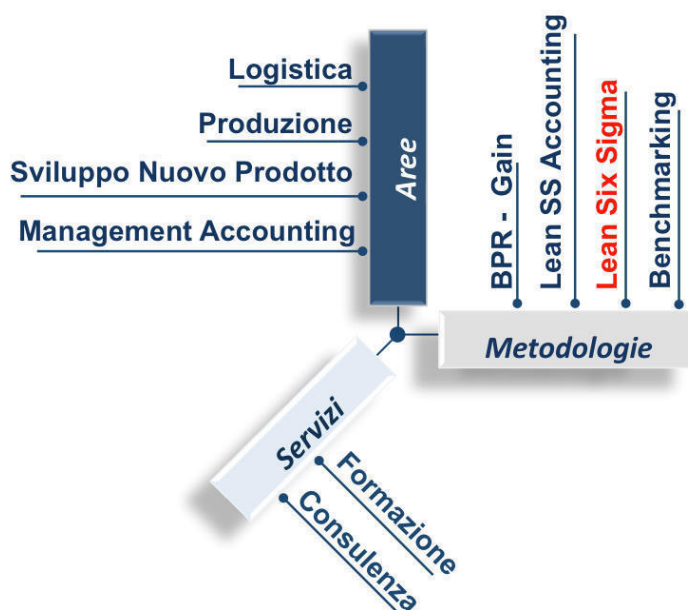 Logistica
Produzione
Sviluppo Nuovo Prodotto
Management Accounting
Aree
BPR - Gain
Lean SS Accounting
Lean Six Sigma
Benchmarking
Metodologie
Servizi
Formazione
Consulenza